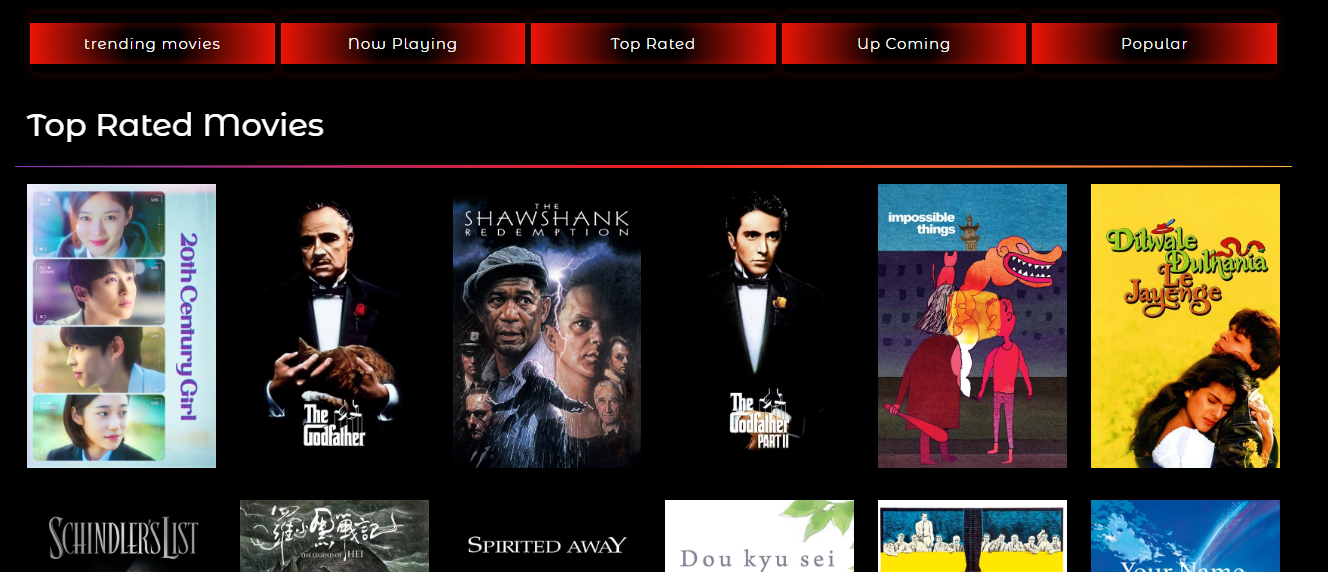 trending movies
Now Playing
Top Rated
Up Coming
Popular
Top Rated Movies
20th Century Girl
The
Godfather
THE
SHAWSHANK
REDEMPTION
The
Godfather
PART II
impossible
things
Dilwale
Dulhania
Le
Jayenge
SCHINDLER'S LIST
羅小黑戰記
THE LEGEND OF HEI
SPIRITED AWAY
Dou kyu sei
Your Name